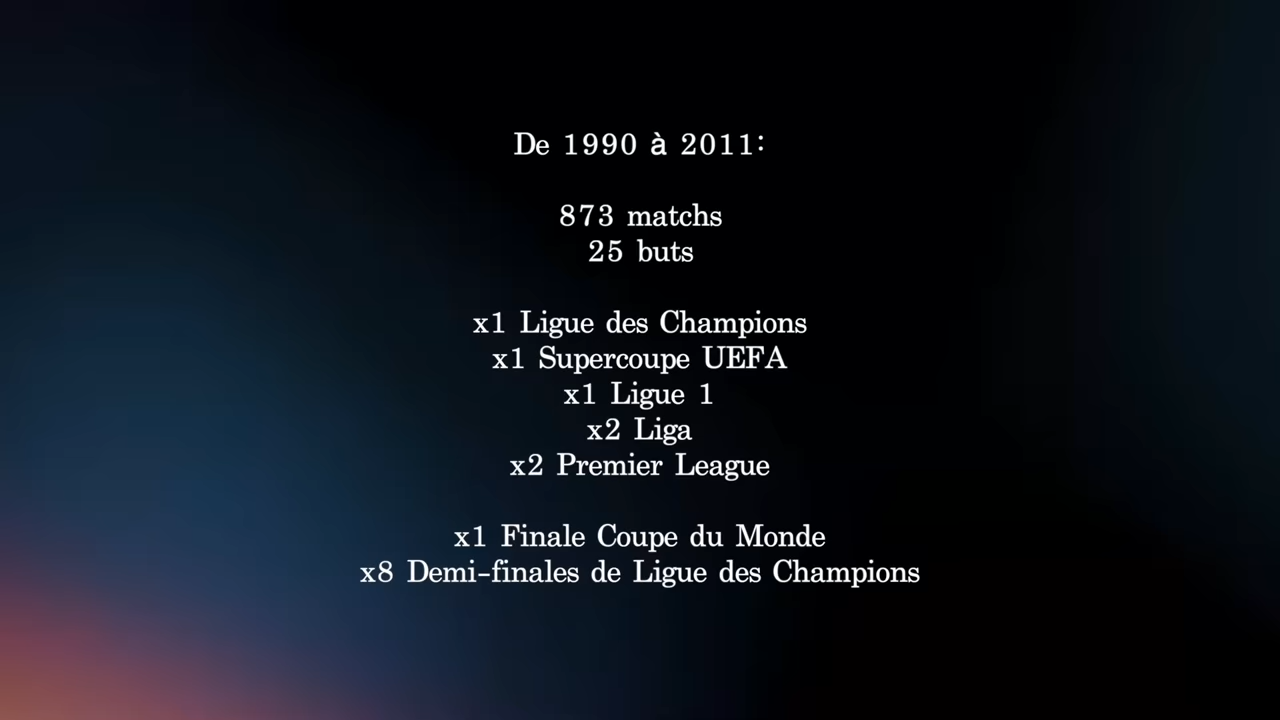 De 1990 à 2011:
873 matchs
25 buts
x1 Ligue des Champions
x1 Supercoupe UEFA
x1 Ligue 1
x2 Liga
x2 Premier League
x1 Finale Coupe du Monde
x8 Demi-finales de Ligue des Champions